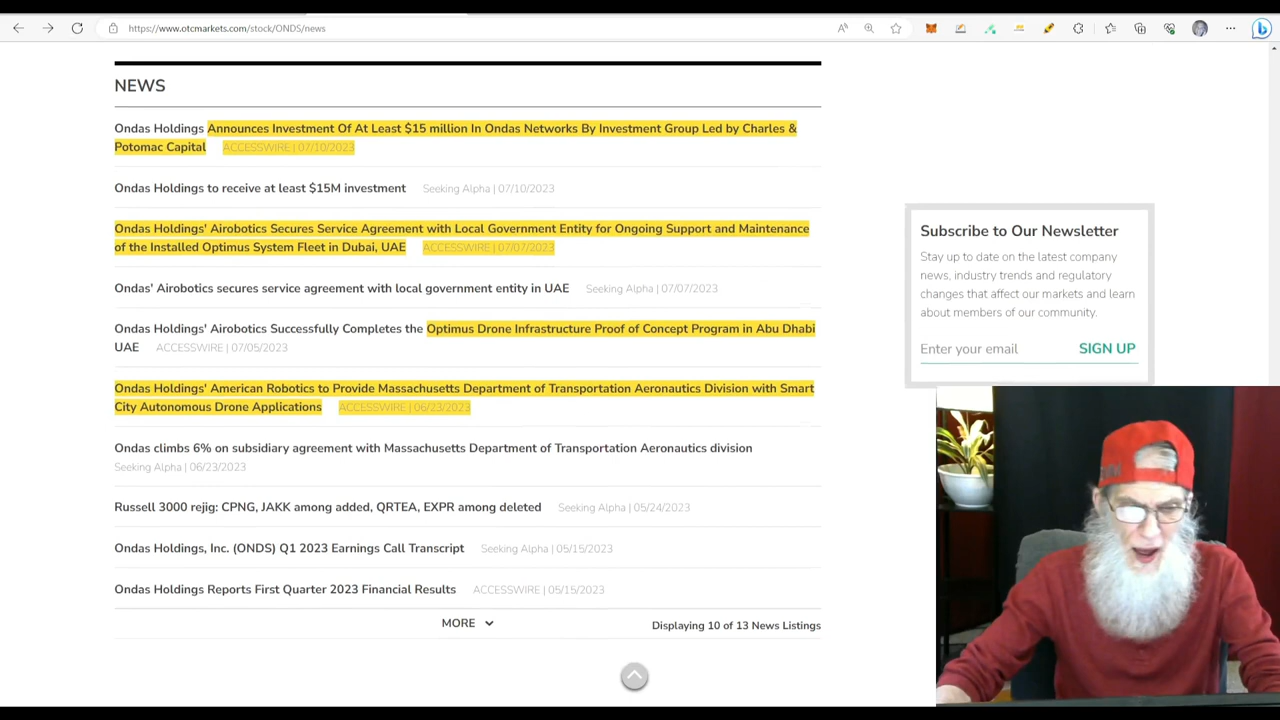 https://www.otcmarkets.com/stock/ONDS/news
NEWS
Ondas Holdings Announces Investment Of At Least $15 million In Ondas Networks By Investment Group Led by Charles &
Potomac Capital ACCESSWIRE | 07/10/2023
Ondas Holdings to receive at least $15M investment Seeking Alpha | 07/10/2023
Ondas Holdings' Airobotics Secures Service Agreement with Local Government Entity for Ongoing Support and Maintenance
of the Installed Optimus System Fleet in Dubai, UAE ACCESSWIRE | 07/07/2023
Ondas' Airobotics secures service agreement with local government entity in UAE Seeking Alpha | 07/07/2023
Ondas Holdings' Airobotics Successfully Completes the Optimus Drone Infrastructure Proof of Concept Program in Abu Dhabi
UAE ACCESSWIRE | 07/05/2023
Ondas Holdings' American Robotics to Provide Massachusetts Department of Transportation Aeronautics Division with Smart
City Autonomous Drone Applications ACCESSWIRE | 06/23/2023
Ondas climbs 6% on subsidiary agreement with Massachusetts Department of Transportation Aeronautics division
Seeking Alpha | 06/23/2023
Russell 3000 rejig: CPNG, JAKK among added, QRTEA, EXPR among deleted Seeking Alpha | 05/24/2023
Ondas Holdings, Inc. (ONDS) Q1 2023 Earnings Call Transcript Seeking Alpha | 05/15/2023
Ondas Holdings Reports First Quarter 2023 Financial Results ACCESSWIRE | 05/15/2023
MORE
Displaying 10 of 13 News Listings
Subscribe to Our Newsletter
Stay up to date on the latest company
news, industry trends and regulatory
changes that affect our markets and learn
about members of our community.
Enter your email SIGN UP